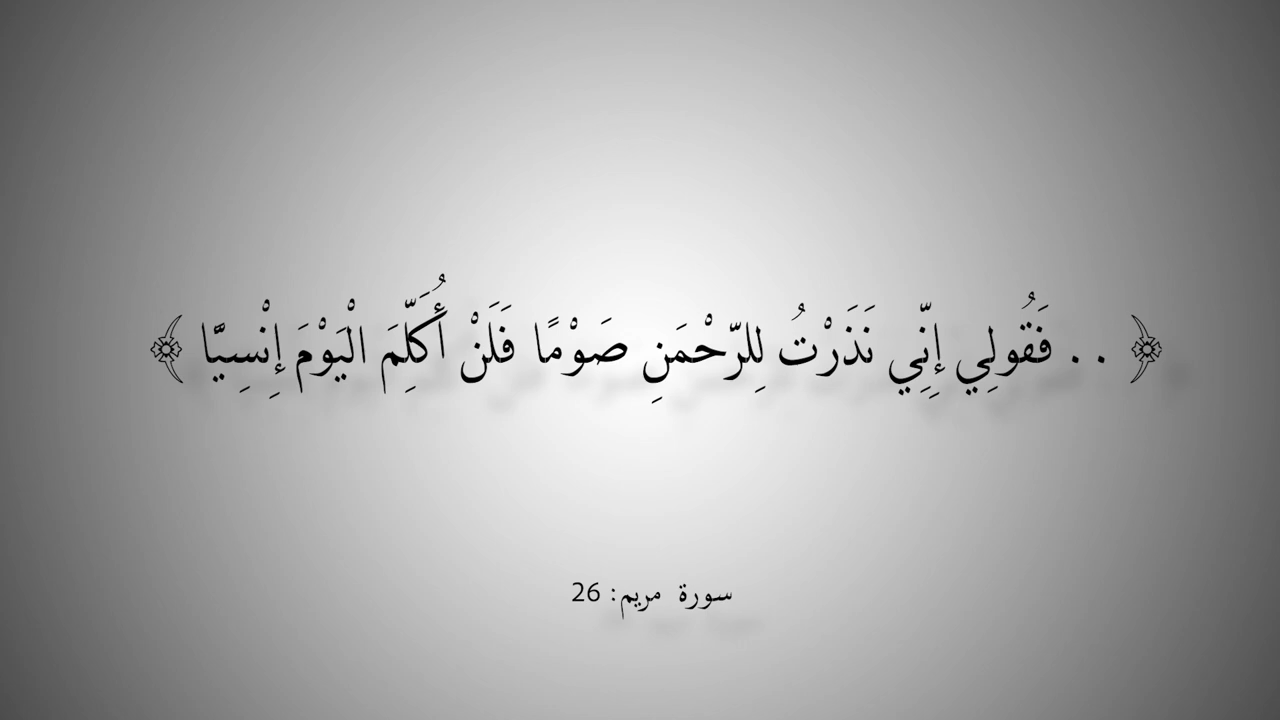 ﴿ . . فَقُولِي إِنِّي نَذَرْتُ لِلرَّحْمَنِ صَوْمًا فَلَنْ أُكَلِّمَ الْيَوْمَ إِنْسِيًّا ﴾
سورة مريم: 26